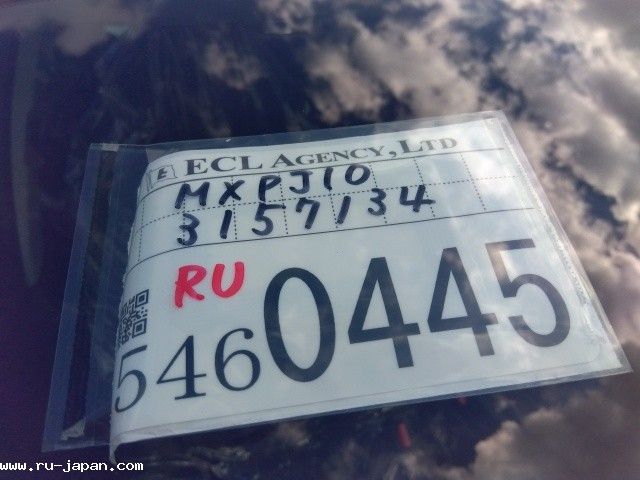 ECL AGENCY, LTD
MXPJ10
3157134
RU
5460445
www.ru-japan.com